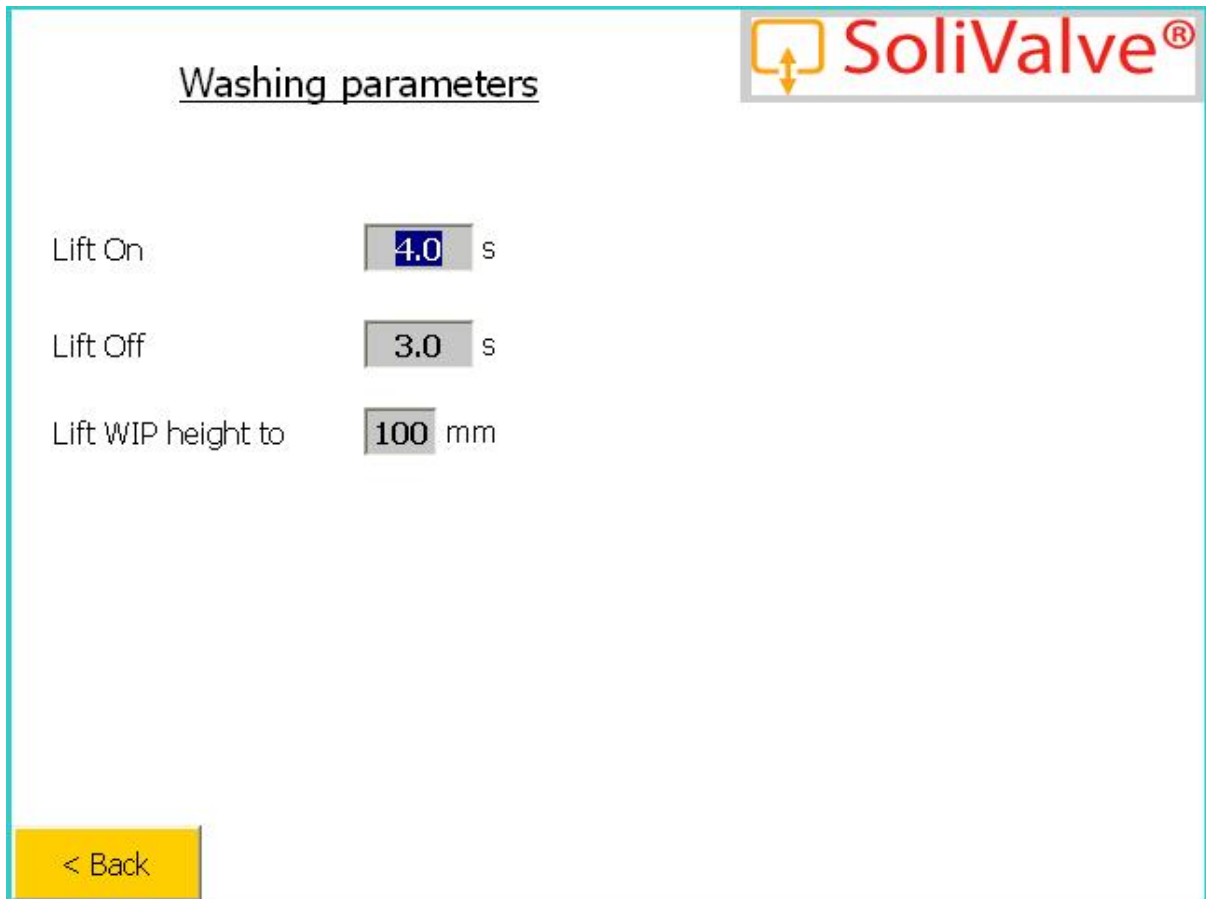 SoliValve®
Washing parameters
Lift On 4.0 s
Lift Off 3.0 s
Lift WIP height to 100 mm
< Back